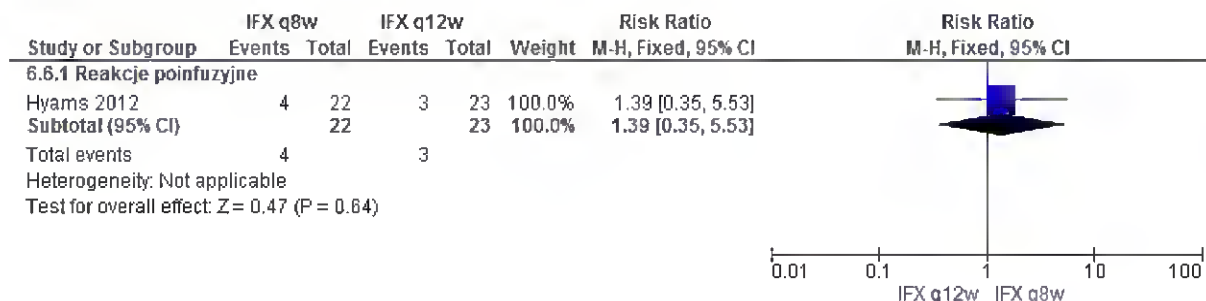 IFX q8w IFX q12w Risk Ratio Risk Ratio
Study or Subgroup Events Total Events Total Weight M-H, Fixed, 95% CI M-H, Fixed, 95% CI
6.6.1 Reakcje poinfuzyjne
Hyams 2012 4 22 3 23 100.0% 1.39 [0.35, 5.53]
Subtotal (95% CI) 22 23 100.0% 1.39 [0.35, 5.53]
Total events 4 3
Heterogeneity: Not applicable
Test for overall effect: Z = 0.47 (P = 0.64)
0.01 0.1 1 10 100
IFX q12w IFX q8w